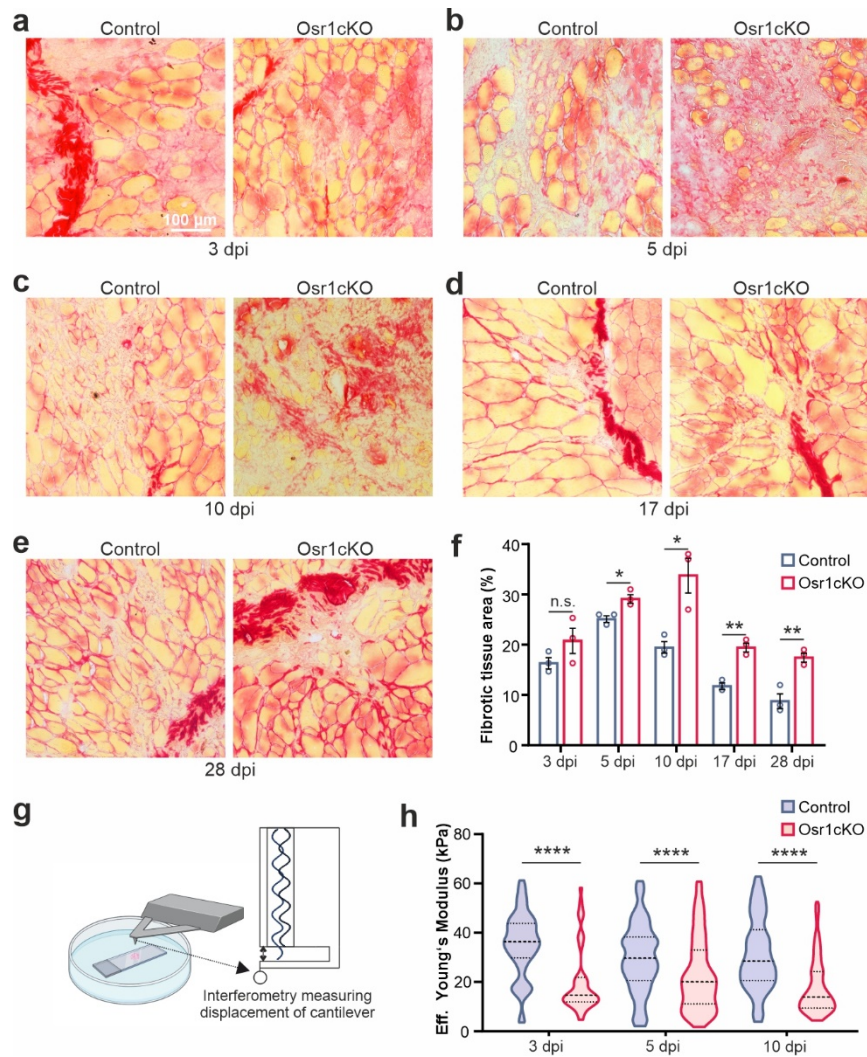 a
Control Osr1cKO
100 µm
3 dpi
b
Control Osr1cKO
5 dpi
c
Control Osr1cKO
10 dpi
d
Control Osr1cKO
17 dpi
e
Control Osr1cKO
28 dpi
f
Fibrotic tissue area (%)
40
30
20
10
0
n.s. * * ** **
Control
Osr1cKO
3 dpi 5 dpi 10 dpi 17 dpi 28 dpi
g
Interferometry measuring
displacement of cantilever
h
Eff. Young's Modulus (kPa)
80
60
40
20
0
**** **** ****
Control
Osr1cKO
3 dpi 5 dpi 10 dpi